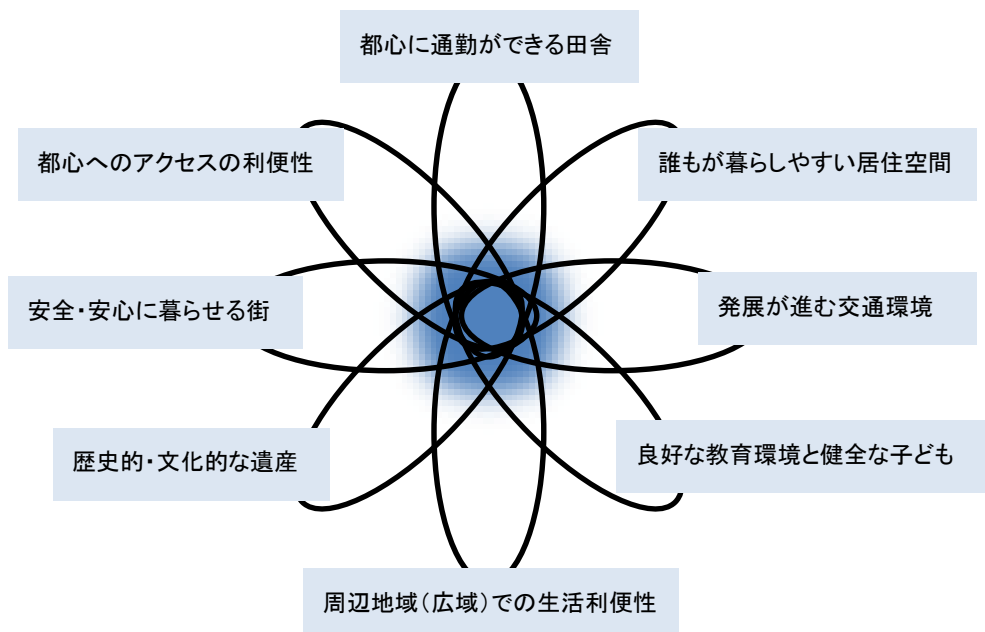 都心に通勤ができる田舎
都心へのアクセスの利便性
誰もが暮らしやすい居住空間
安全・安心に暮らせる街
発展が進む交通環境
歴史的・文化的な遺産
良好な教育環境と健全な子ども
周辺地域（広域）での生活利便性